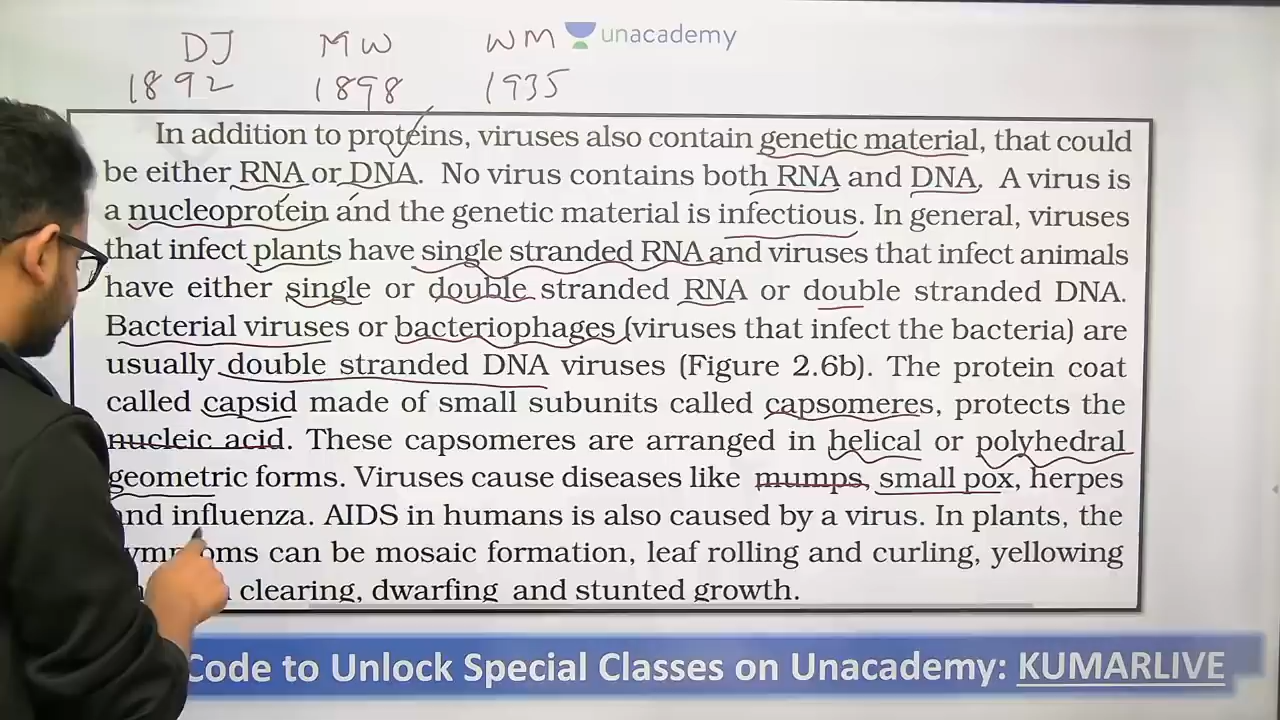 DJ MW WM unacademy
1892 1898 1935
In addition to proteins, viruses also contain genetic material, that could
be either RNA or DNA. No virus contains both RNA and DNA. A virus is
a nucleoprotein and the genetic material is infectious. In general, viruses
that infect plants have single stranded RNA and viruses that infect animals
have either single or double stranded RNA or double stranded DNA.
Bacterial viruses or bacteriophages (viruses that infect the bacteria) are
usually double stranded DNA viruses (Figure 2.6b). The protein coat
called capsid made of small subunits called capsomeres, protects the
nucleic acid. These capsomeres are arranged in helical or polyhedral
geometric forms. Viruses cause diseases like mumps, small pox, herpes
and influenza. AIDS in humans is also caused by a virus. In plants, the
can be mosaic formation, leaf rolling and curling, yellowing
clearing, dwarfing and stunted growth.
Code to Unlock Special Classes on Unacademy: KUMARLIVE